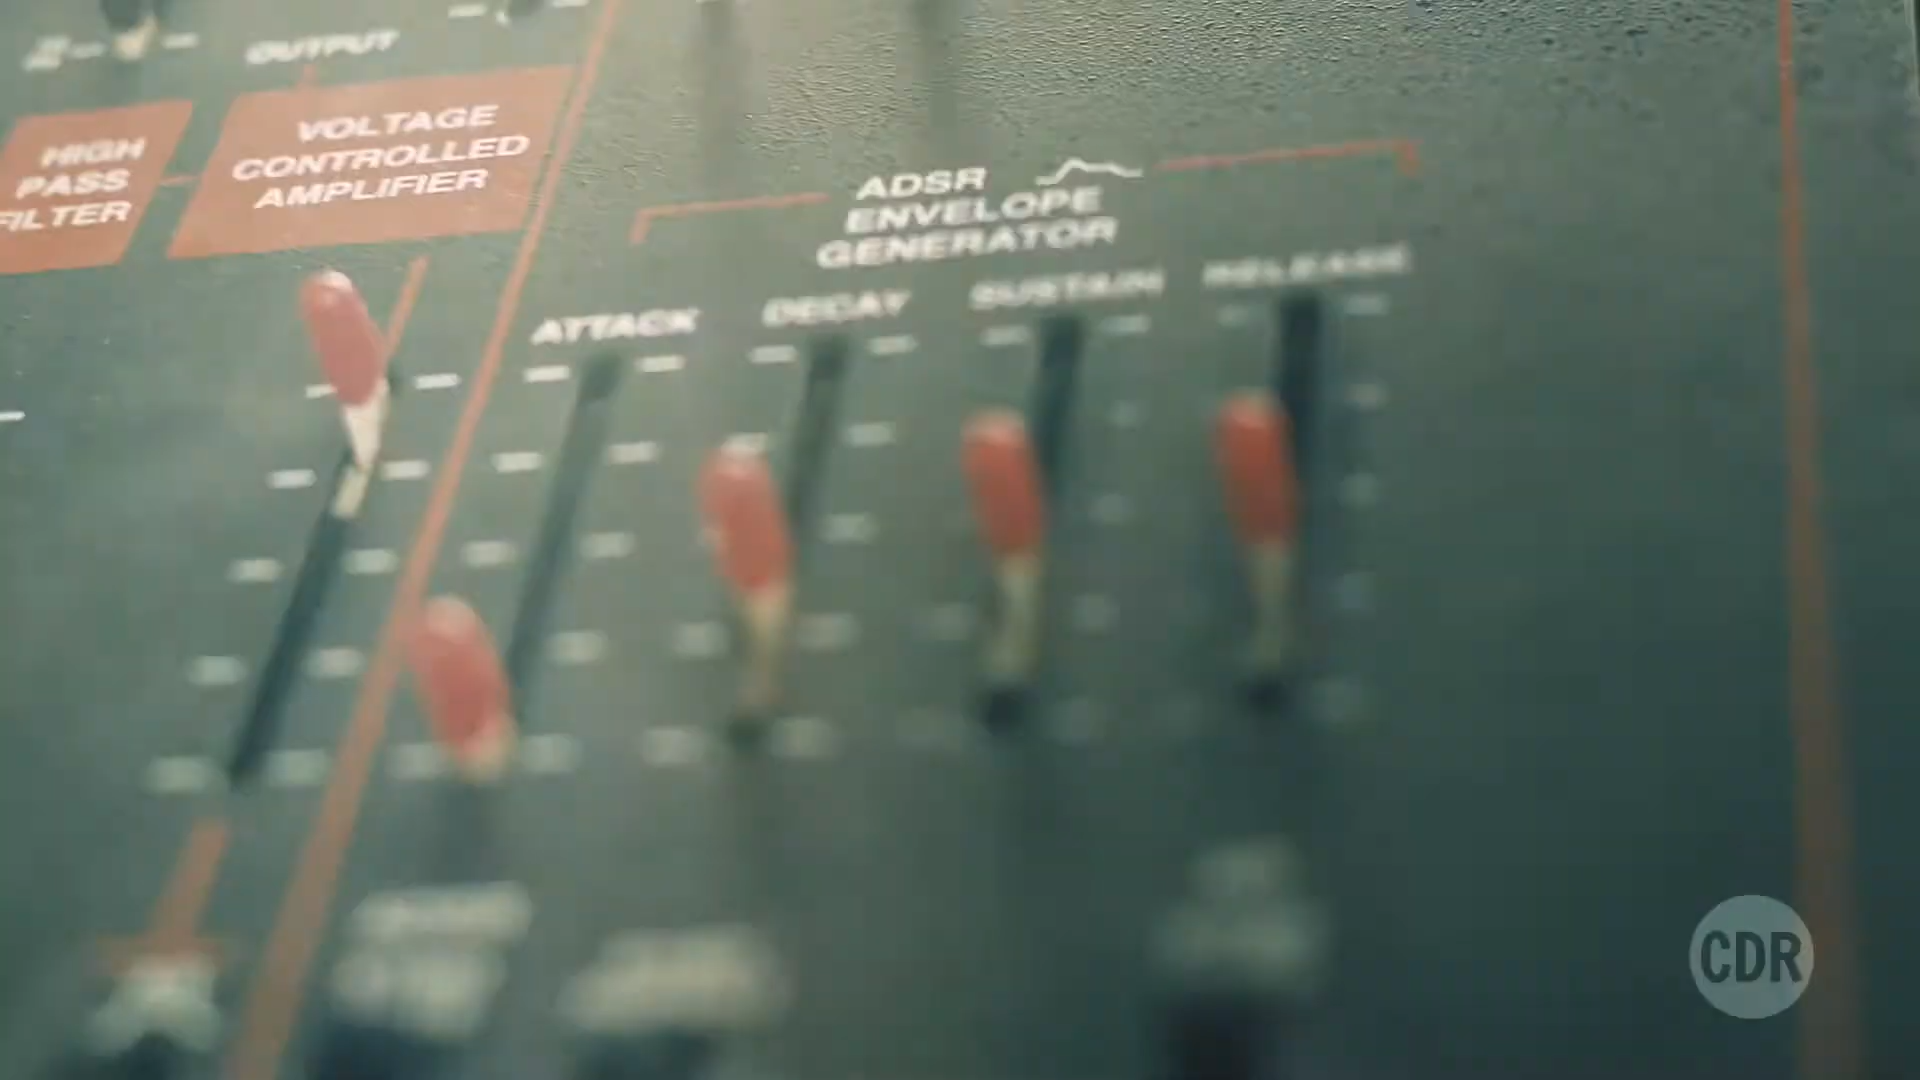 OUTPUT
HIGH
PASS
FILTER
VOLTAGE
CONTROLLED
AMPLIFIER
ADSR
ENVELOPE
GENERATOR
ATTACK
DECAY
SUSTAIN
RELEASE
CDR